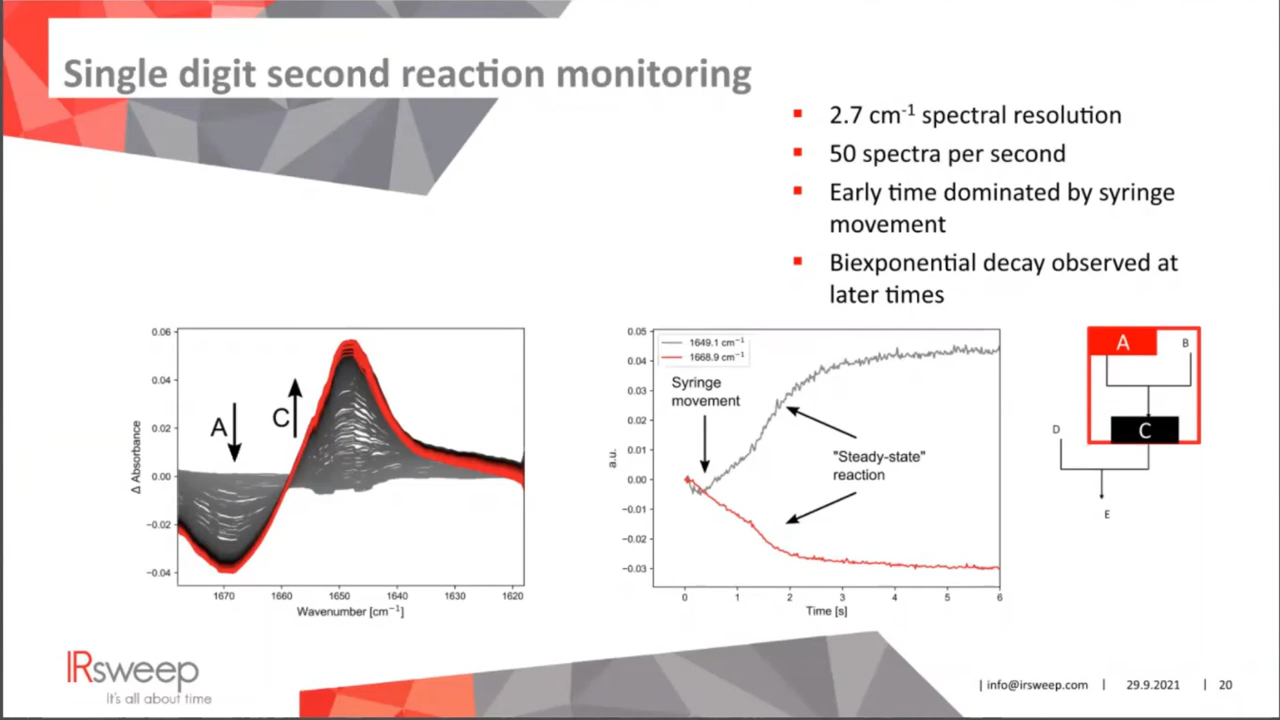 Single digit second reaction monitoring
▪ 2.7 cm⁻¹ spectral resolution
▪ 50 spectra per second
▪ Early time dominated by syringe
movement
▪ Biexponential decay observed at
later times
0.06
0.04
0.02
0.00
−0.02
−0.04
Δ Absorbance
A
C
1670 1660 1650 1640 1630 1620
Wavenumber [cm⁻¹]
0.05
0.04
0.03
0.02
0.01
0.00
−0.01
−0.02
−0.03
a.u.
1649.1 cm⁻¹
1668.9 cm⁻¹
Syringe
movement
"Steady-state"
reaction
0 1 2 3 4 5 6
Time [s]
A B
C
D
E
IRsweep
It's all about time
| info@irsweep.com | 29.9.2021 | 20